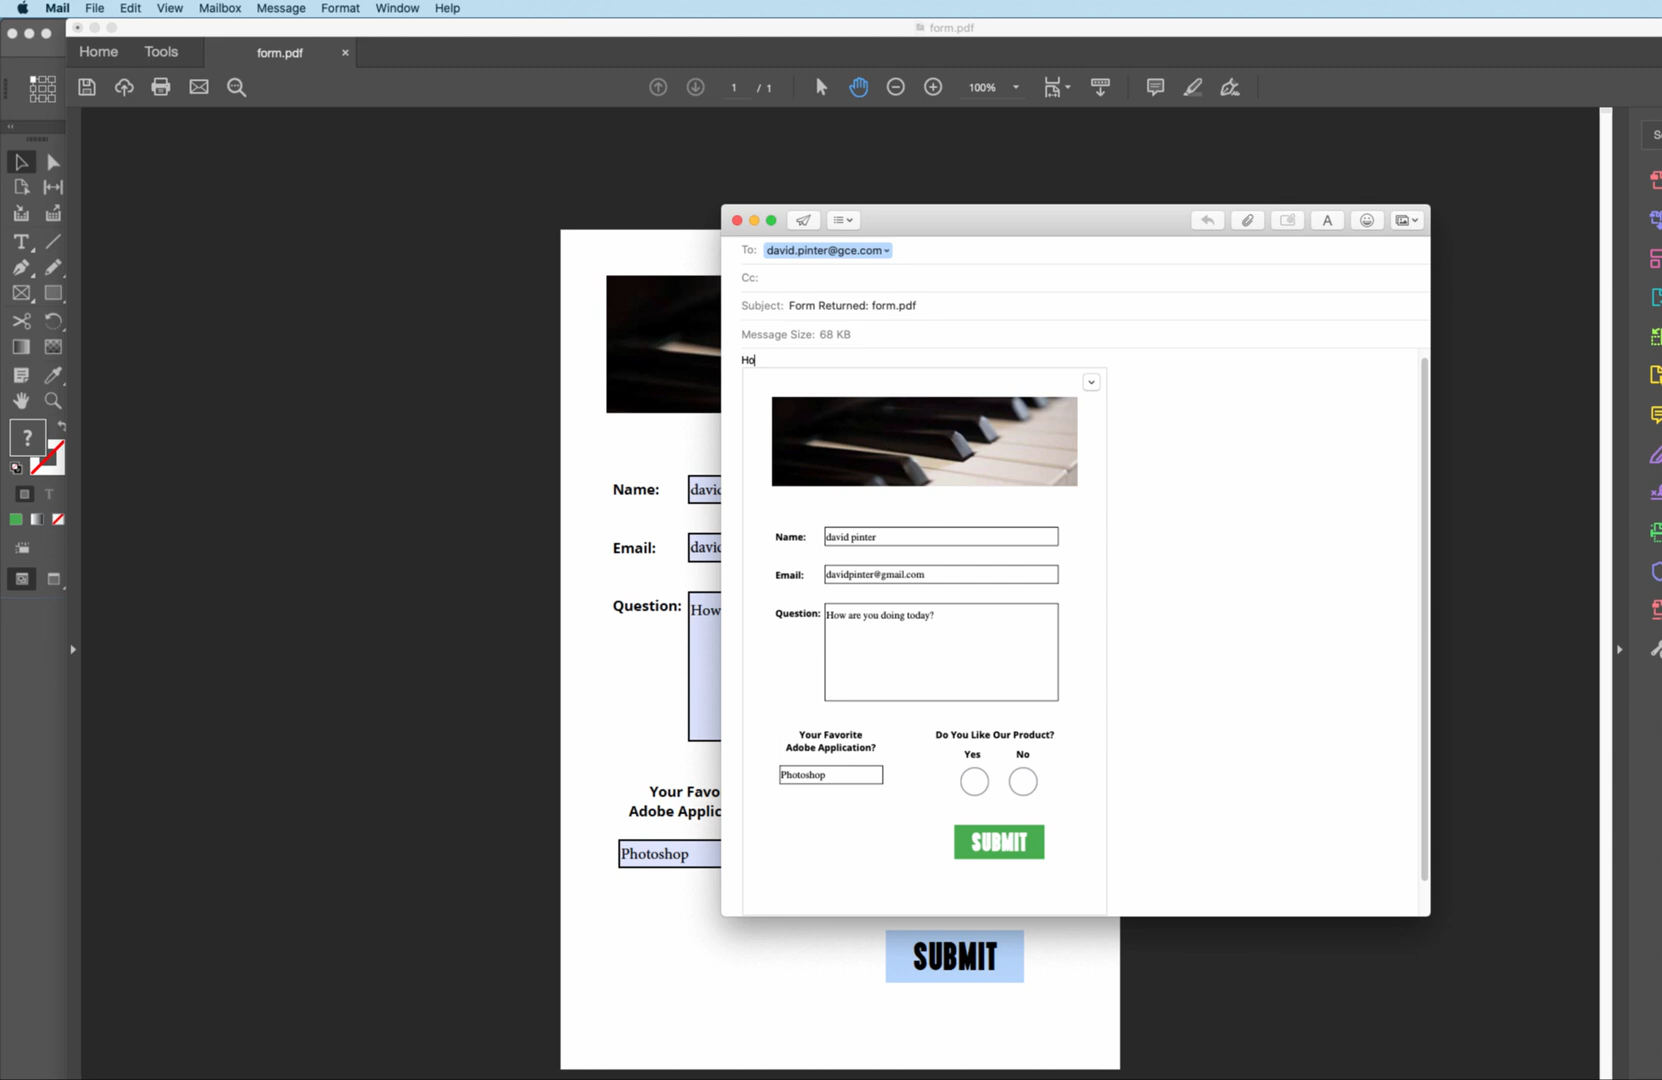 Mail File Edit View Mailbox Message Format Window Help
form.pdf
Home Tools form.pdf
1 / 1 100%
To: david.pinter@gce.com
Cc:
Subject: Form Returned: form.pdf
Message Size: 68 KB
Ho
Name: david pinter
Email: davidpinter@gmail.com
Question: How are you doing today?
Your Favorite
Adobe Application?
Photoshop
Do You Like Our Product?
Yes No
SUBMIT
Name: david
Email: david
Question: How
Your Favo
Adobe Applic
Photoshop
SUBMIT